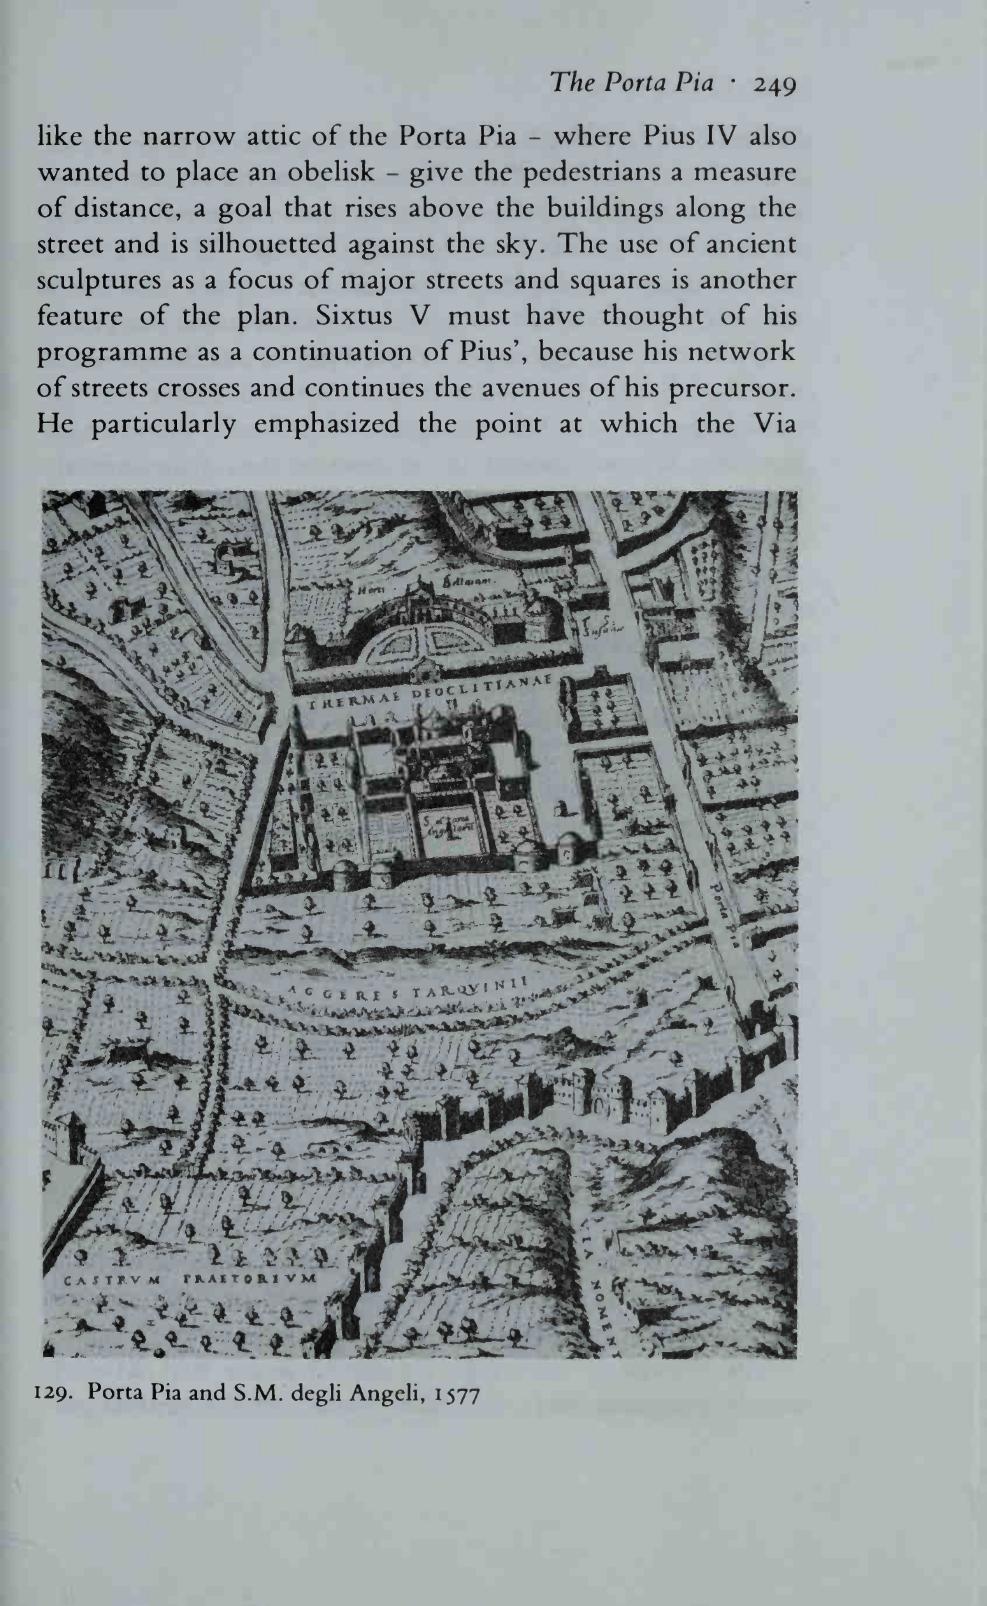 The Porta Pia · 249
like the narrow attic of the Porta Pia – where Pius IV also
wanted to place an obelisk – give the pedestrians a measure
of distance, a goal that rises above the buildings along the
street and is silhouetted against the sky. The use of ancient
sculptures as a focus of major streets and squares is another
feature of the plan. Sixtus V must have thought of his
programme as a continuation of Pius’, because his network
of streets crosses and continues the avenues of his precursor.
He particularly emphasized the point at which the Via
Horti Bellaiani.
THERMAE DEOCLITIANAE
Porta Pia
AGGERES TARQVINII
CASTRVM PRAETORIVM
VIA NOMEN
129. Porta Pia and S.M. degli Angeli, 1577